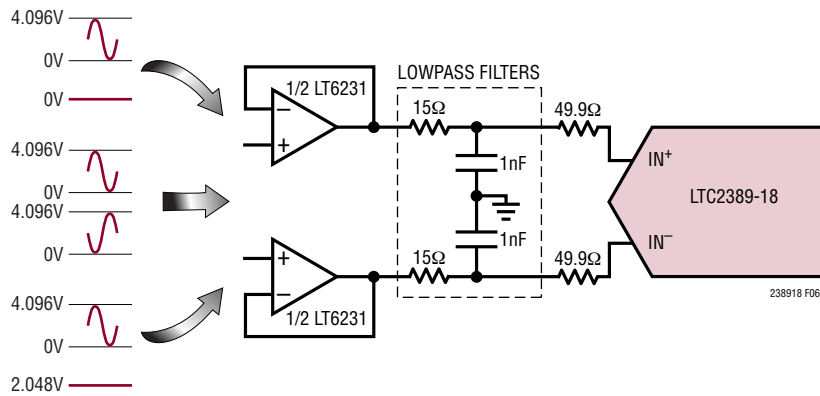 4.096V
0V
0V
4.096V
0V
4.096V
0V
4.096V
0V
2.048V
1/2 LT6231
−
+
LOWPASS FILTERS
15Ω
49.9Ω
1nF
IN+
LTC2389-18
1nF
IN−
15Ω
49.9Ω
+
−
1/2 LT6231
238918 F06